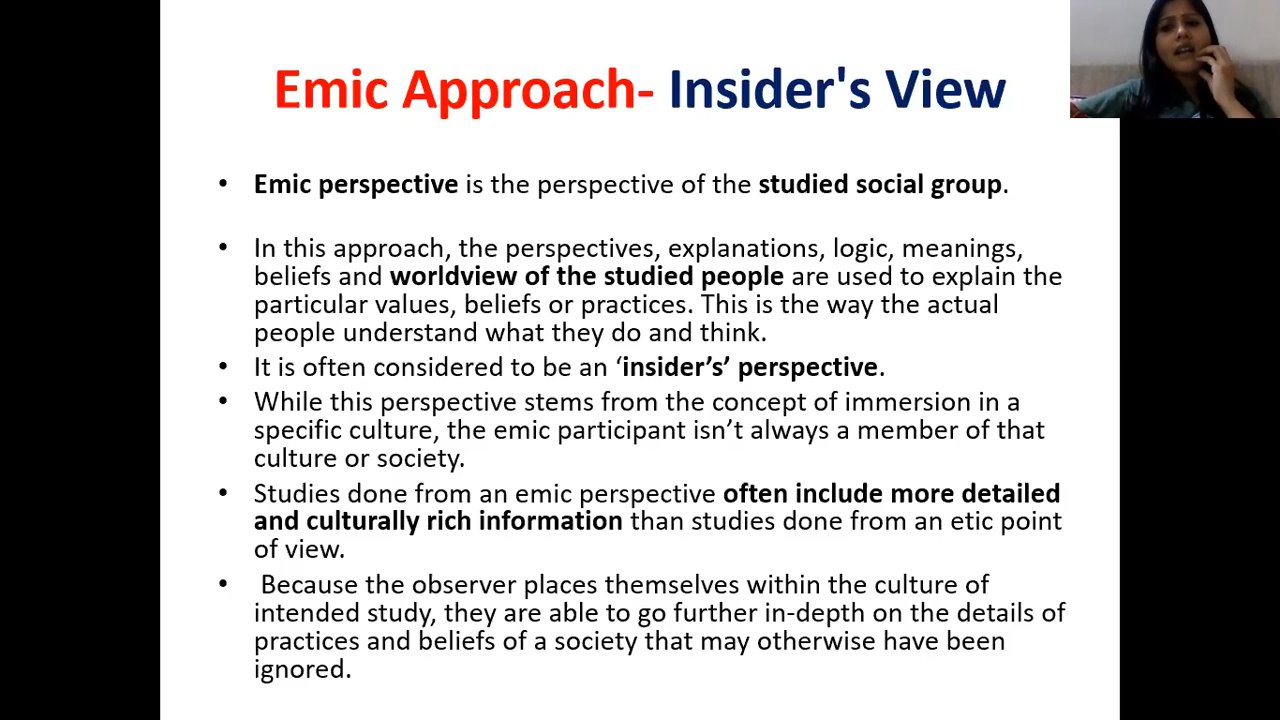 Emic Approach- Insider's View
• Emic perspective is the perspective of the studied social group.
• In this approach, the perspectives, explanations, logic, meanings,
beliefs and worldview of the studied people are used to explain the
particular values, beliefs or practices. This is the way the actual
people understand what they do and think.
• It is often considered to be an ‘insider’s’ perspective.
• While this perspective stems from the concept of immersion in a
specific culture, the emic participant isn’t always a member of that
culture or society.
• Studies done from an emic perspective often include more detailed
and culturally rich information than studies done from an etic point
of view.
• Because the observer places themselves within the culture of
intended study, they are able to go further in-depth on the details of
practices and beliefs of a society that may otherwise have been
ignored.